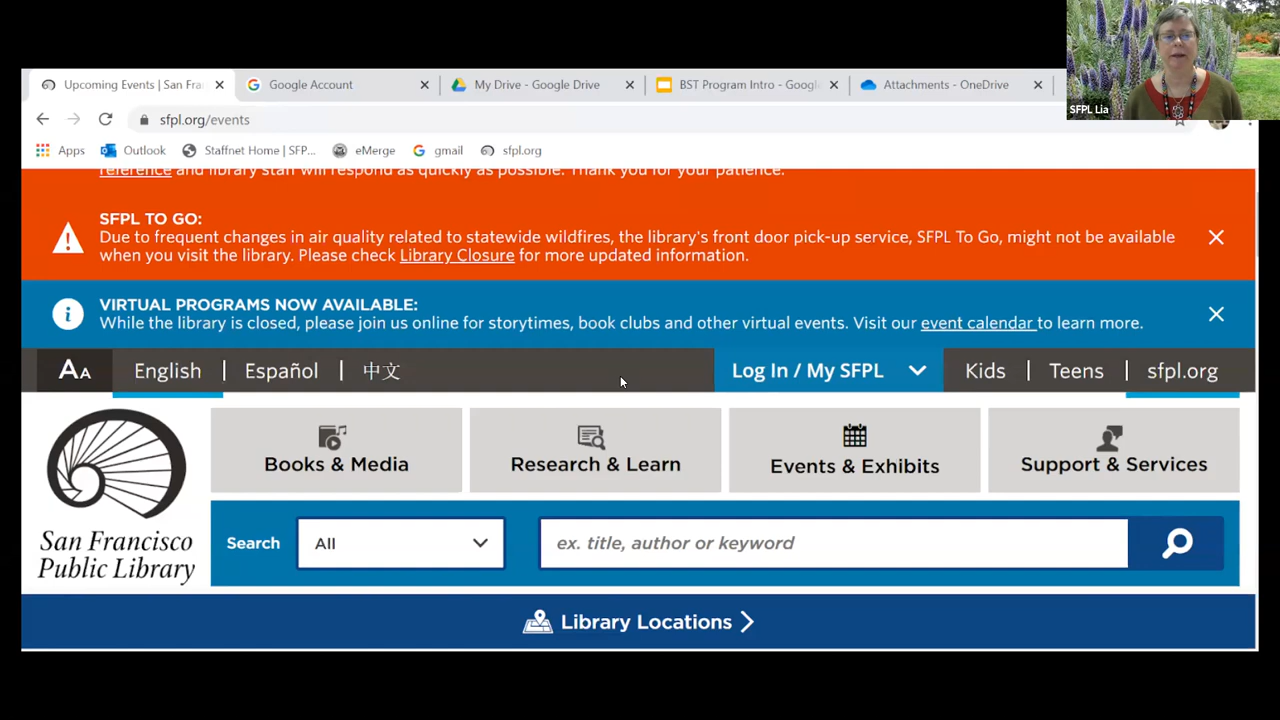 Upcoming Events | San Fra
Google Account
My Drive - Google Drive
BST Program Intro - Google
Attachments - OneDrive
SFPL Lia
sfpl.org/events
Apps
Outlook
Staffnet Home | SFP...
eMerge
gmail
sfpl.org
reference and library staff will respond as quickly as possible. Thank you for your patience.
SFPL TO GO:
Due to frequent changes in air quality related to statewide wildfires, the library's front door pick-up service, SFPL To Go, might not be available
when you visit the library. Please check Library Closure for more updated information.
VIRTUAL PROGRAMS NOW AVAILABLE:
While the library is closed, please join us online for storytimes, book clubs and other virtual events. Visit our event calendar to learn more.
AA English | Español | 中文 Log In / My SFPL Kids | Teens | sfpl.org
Books & Media
Research & Learn
Events & Exhibits
Support & Services
San Francisco
Public Library
Search
All
ex. title, author or keyword
Library Locations